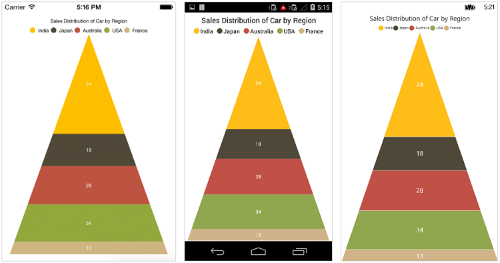 Carrier 5:16 PM
Sales Distribution of Car by Region
India Japan Australia USA France
24
18
28
34
13
5:15
Sales Distribution of Car by Region
India Japan Australia USA France
24
18
28
34
13
5:21
Sales Distribution of Car by Region
India Japan Australia USA France
24
18
28
34
13